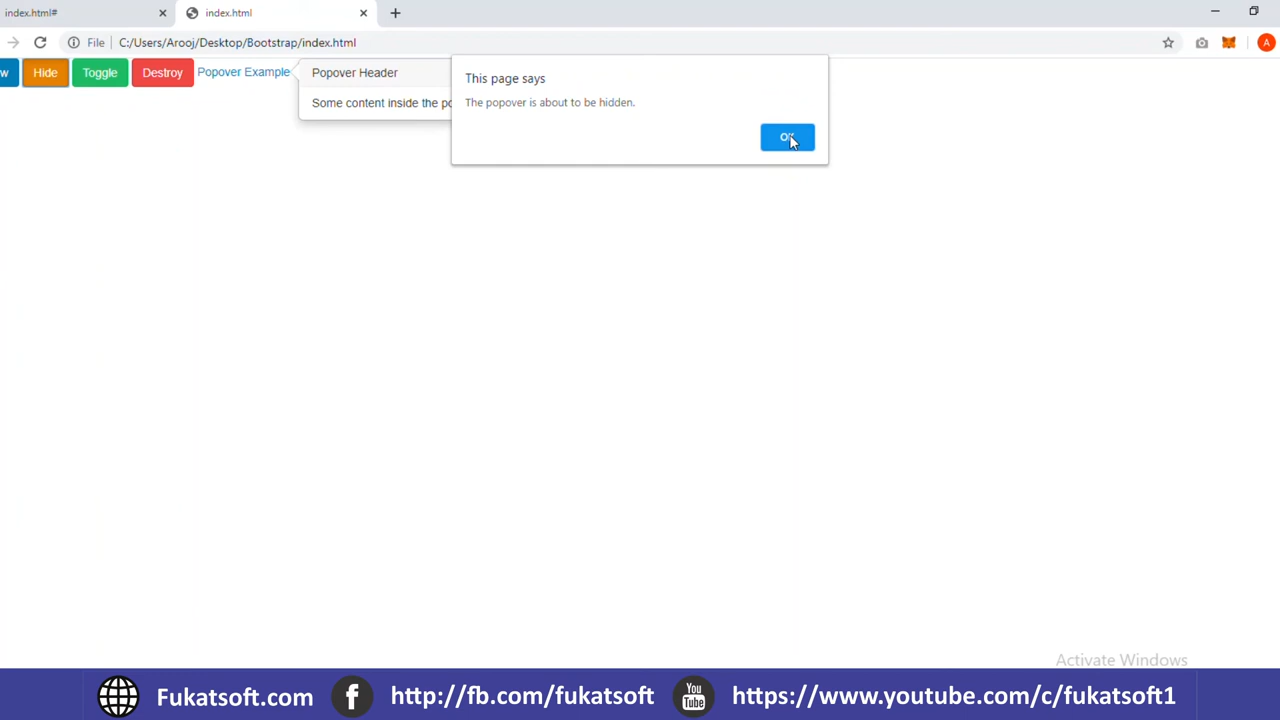 index.html#
index.html
File C:/Users/Arooj/Desktop/Bootstrap/index.html
A
w Hide Toggle Destroy Popover Example
Popover Header
Some content inside the po
This page says
The popover is about to be hidden.
OK
Activate Windows
Fukatsoft.com
f http://fb.com/fukatsoft
You Tube https://www.youtube.com/c/fukatsoft1